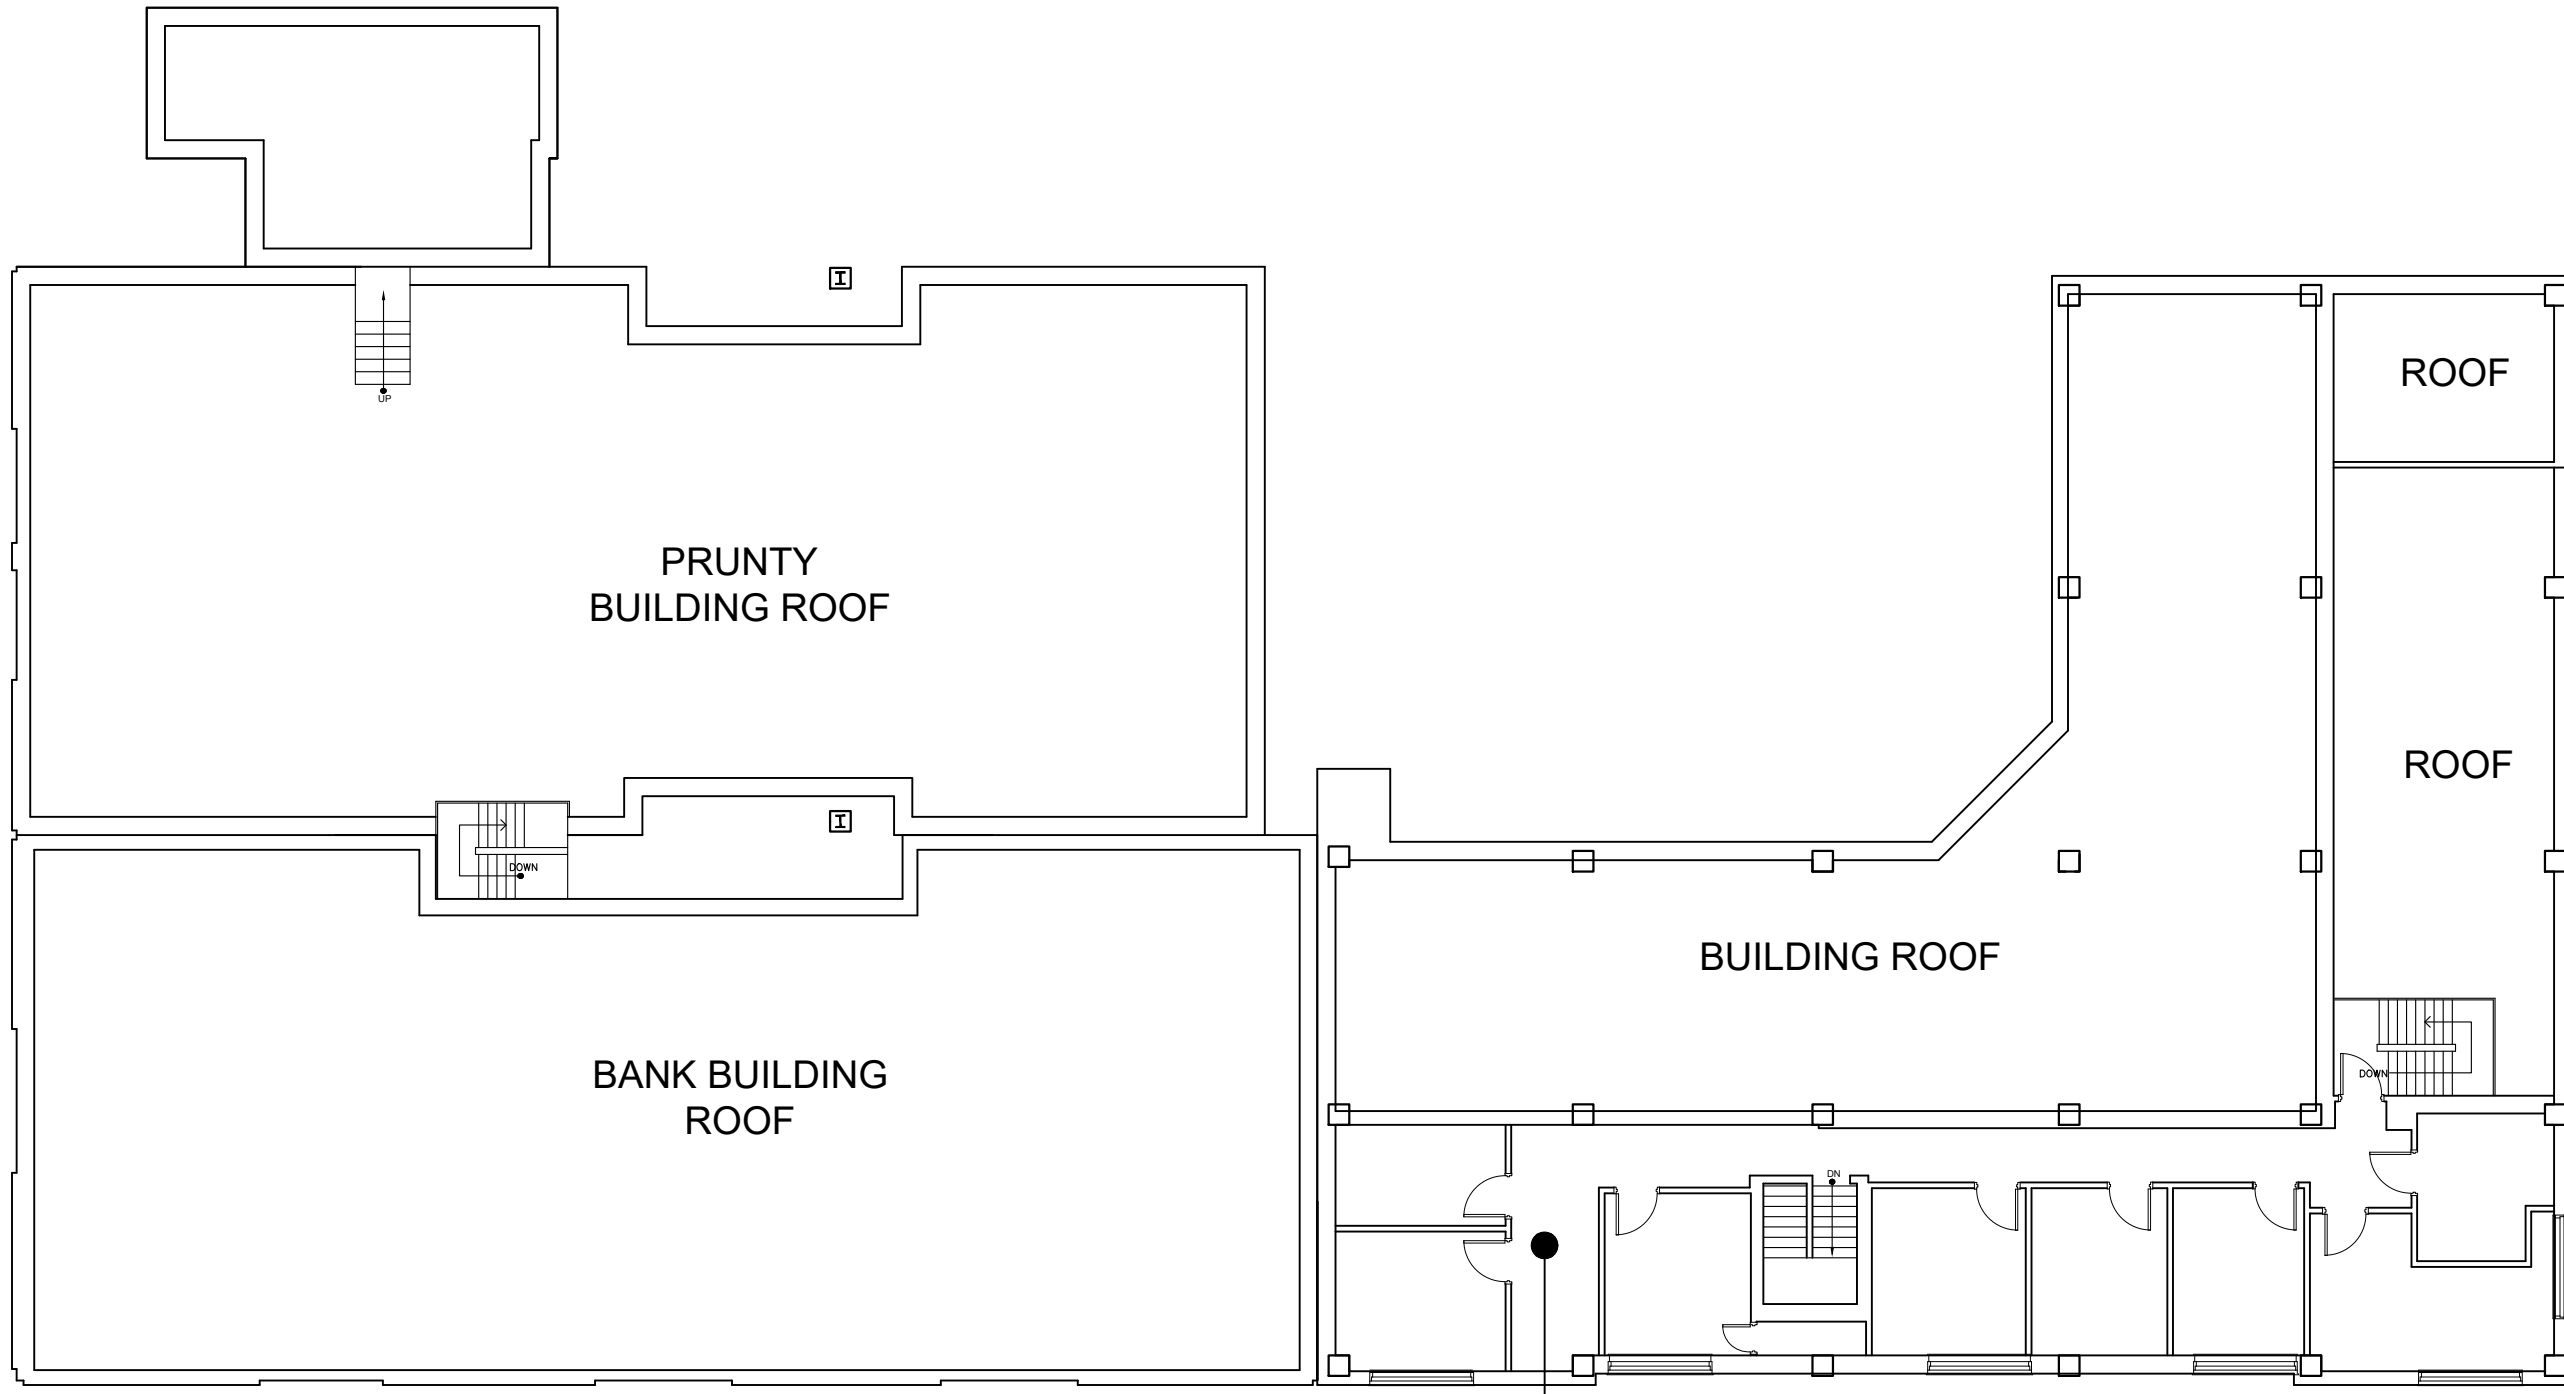 UP
ROOF
PRUNTY
BUILDING ROOF
ROOF
DOWN
BUILDING ROOF
BANK BUILDING
ROOF
DOWN
DN